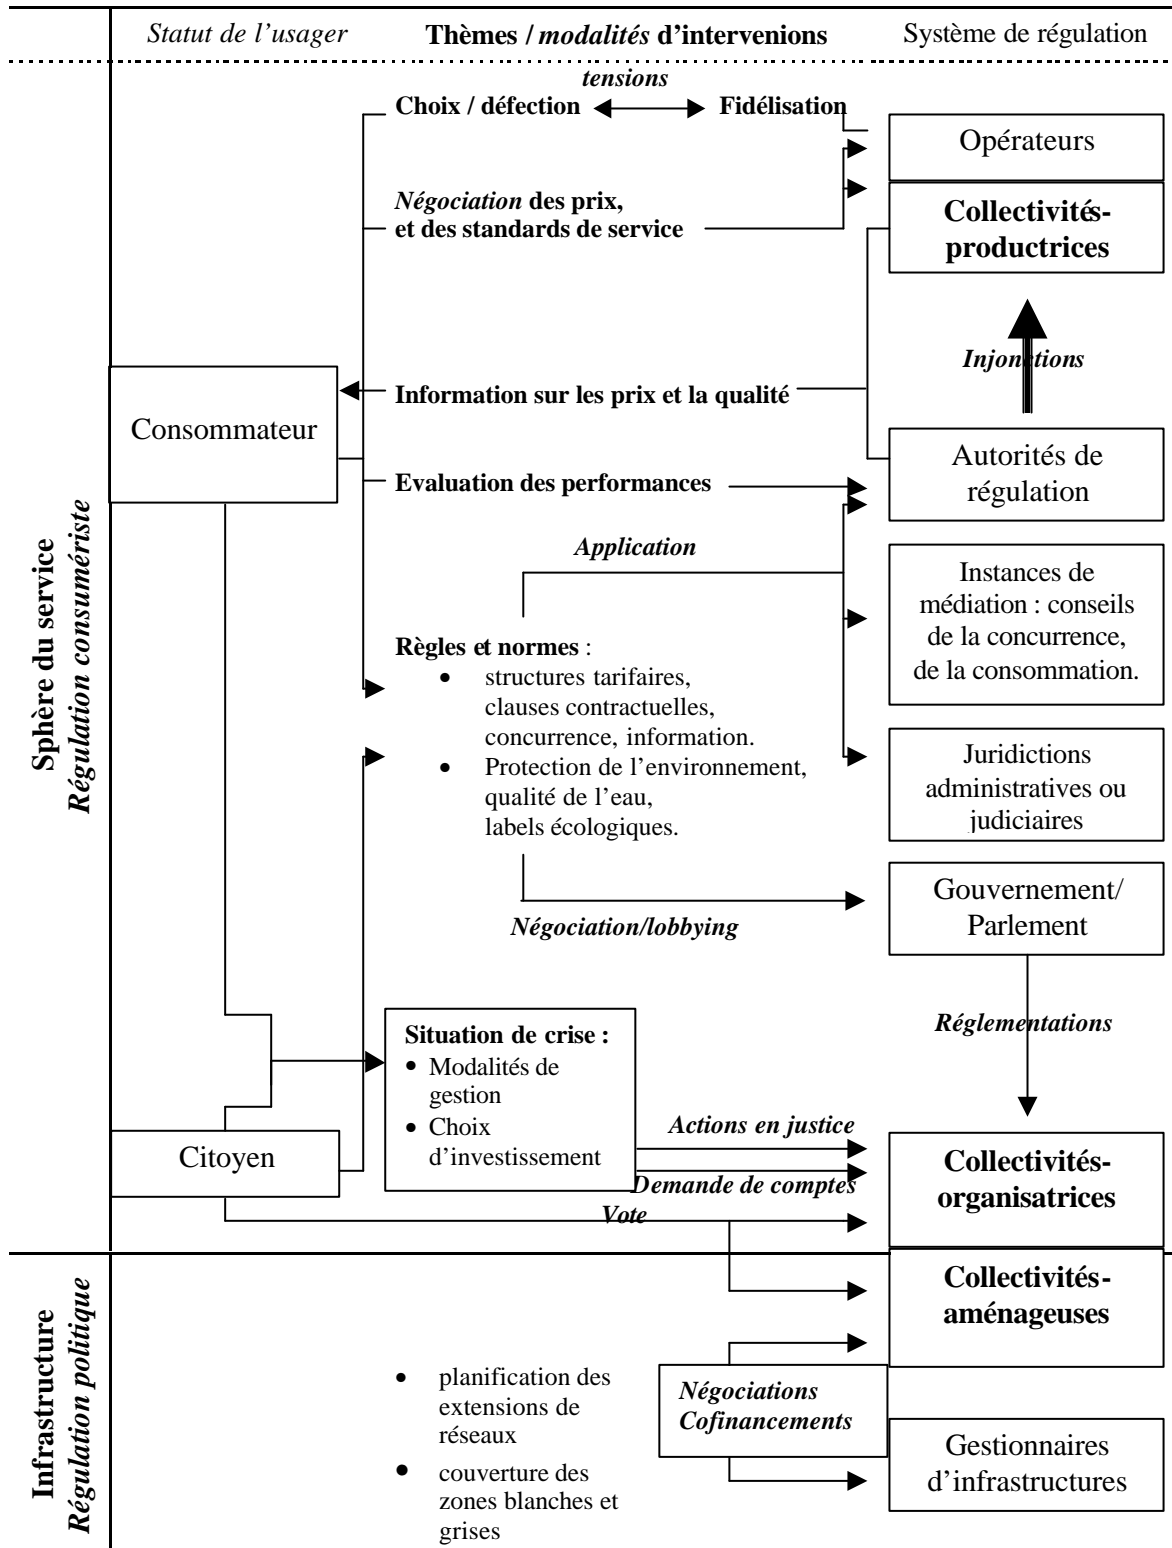 Statut de l’usager
Thèmes / modalités d’intervenions
Système de régulation
tensions
Choix / défection
Fidélisation
Opérateurs
Négociation des prix,
et des standards de service
Collectivités-
productrices
Injonctions
Information sur les prix et la qualité
Consommateur
Autorités de
régulation
Evaluation des performances
Application
Instances de
médiation : conseils
de la concurrence,
de la consommation.
Règles et normes :
• structures tarifaires,
clauses contractuelles,
concurrence, information.
• Protection de l’environnement,
qualité de l’eau,
labels écologiques.
Juridictions
administratives ou
judiciaires
Négociation/lobbying
Gouvernement/
Parlement
Réglementations
Situation de crise :
• Modalités de
gestion
• Choix
d’investissement
Actions en justice
Demande de comptes
Vote
Citoyen
Collectivités-
organisatrices
Sphère du service
Régulation consumériste
Collectivités-
aménageuses
• planification des
extensions de
réseaux
• couverture des
zones blanches et
grises
Négociations
Cofinancements
Gestionnaires
d’infrastructures
Infrastructure
Régulation politique